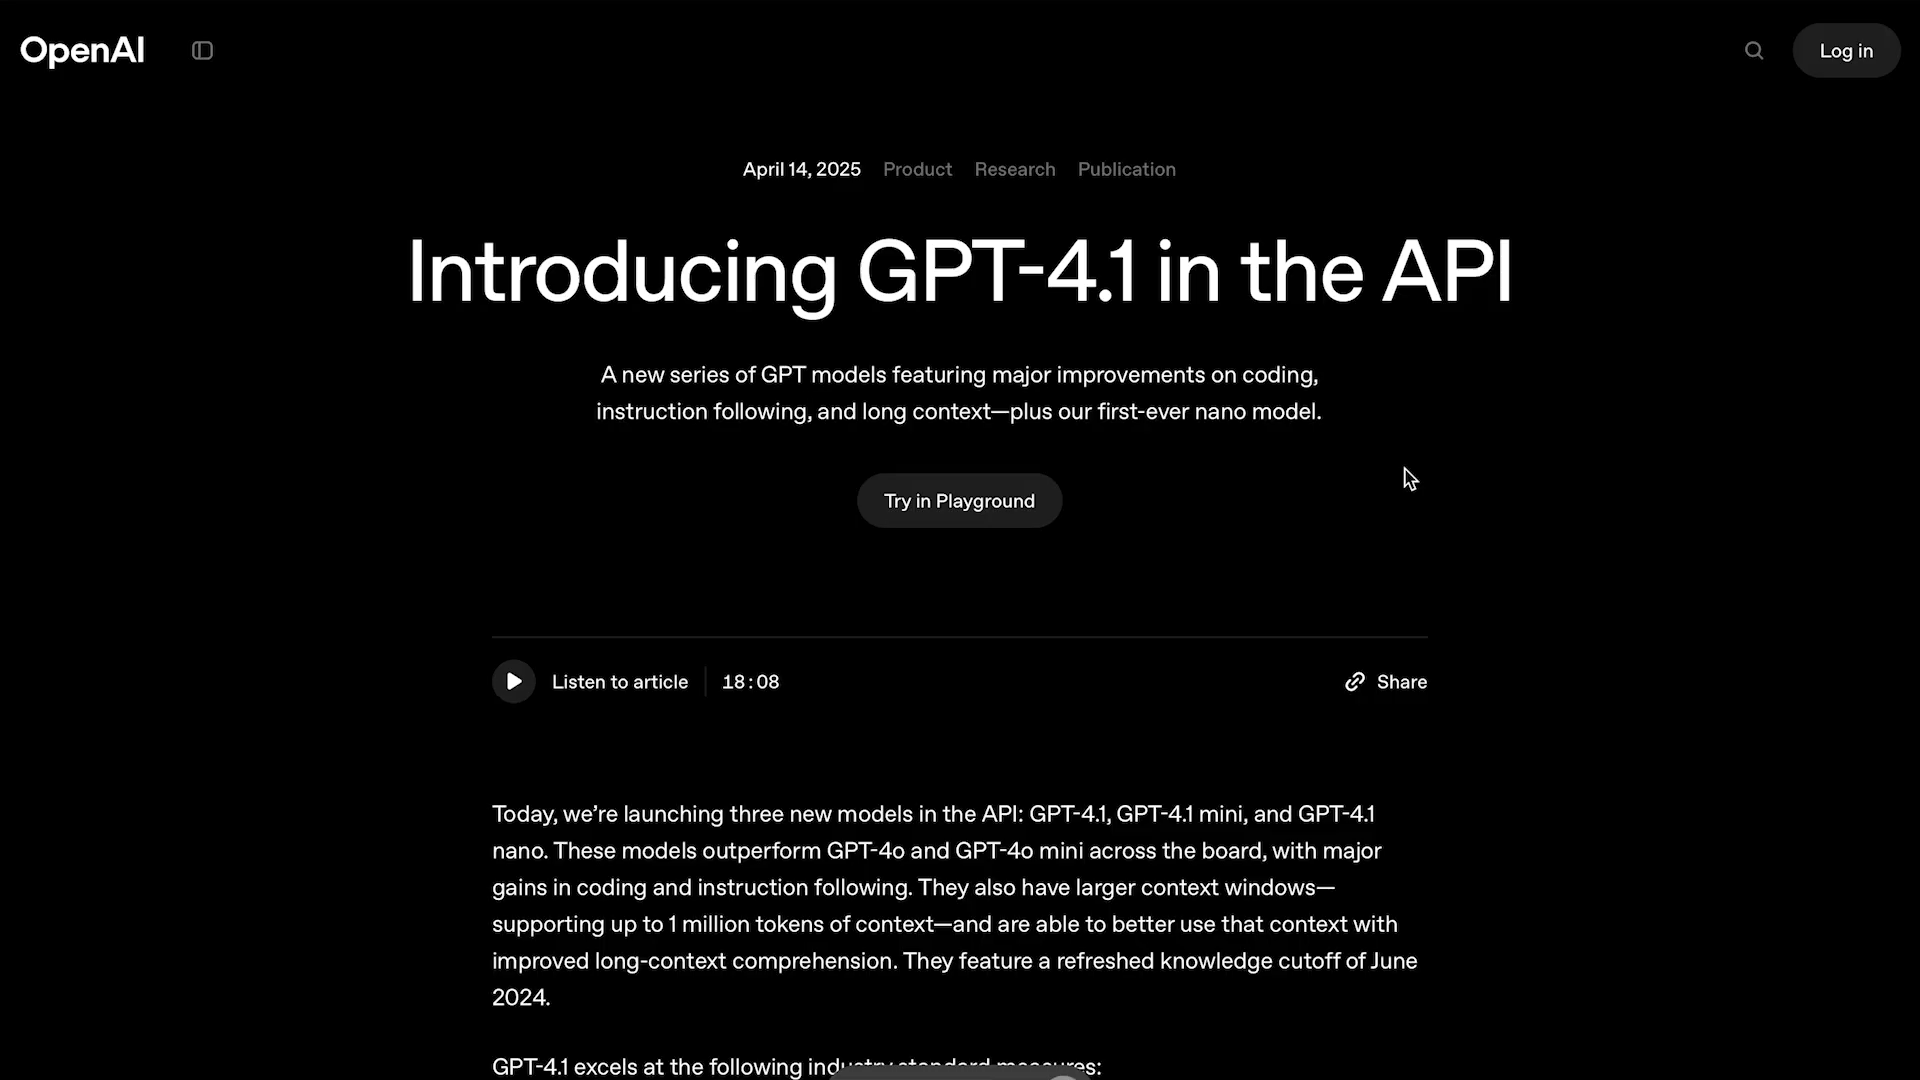 OpenAI
Log in
April 14, 2025 Product Research Publication
Introducing GPT-4.1 in the API
A new series of GPT models featuring major improvements on coding,
instruction following, and long context—plus our first-ever nano model.
Try in Playground
Listen to article 18:08
Share
Today, we’re launching three new models in the API: GPT-4.1, GPT-4.1 mini, and GPT-4.1
nano. These models outperform GPT-4o and GPT-4o mini across the board, with major
gains in coding and instruction following. They also have larger context windows—
supporting up to 1 million tokens of context—and are able to better use that context with
improved long-context comprehension. They feature a refreshed knowledge cutoff of June
2024.
GPT-4.1 excels at the following industry standard measures: